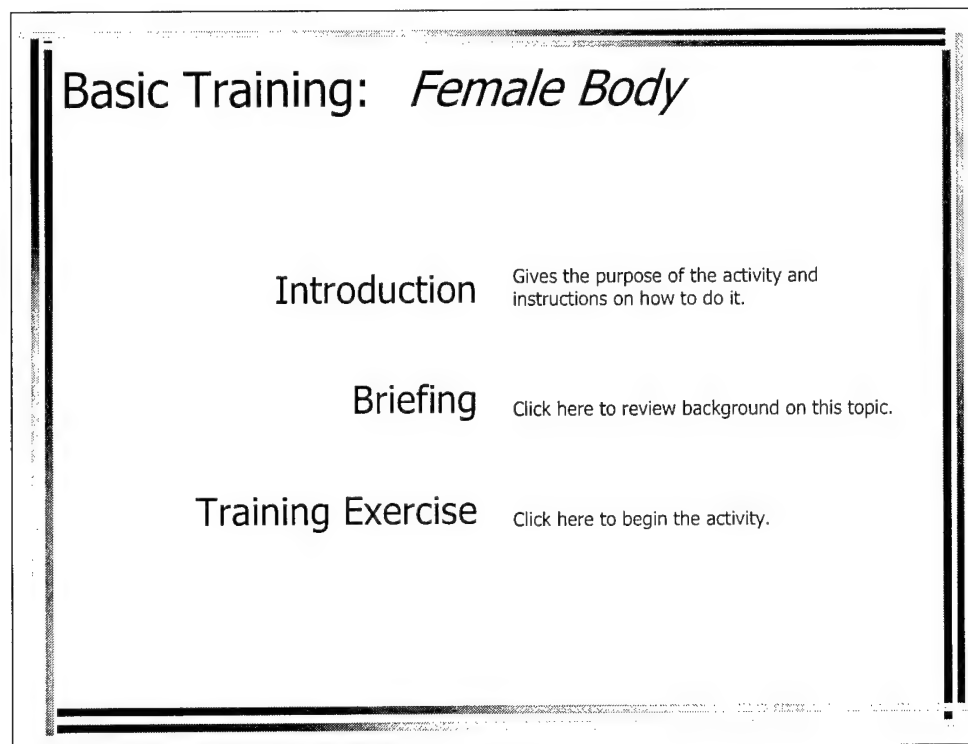 Basic Training: Female Body
Introduction
Gives the purpose of the activity and
instructions on how to do it.
Briefing
Click here to review background on this topic.
Training Exercise
Click here to begin the activity.